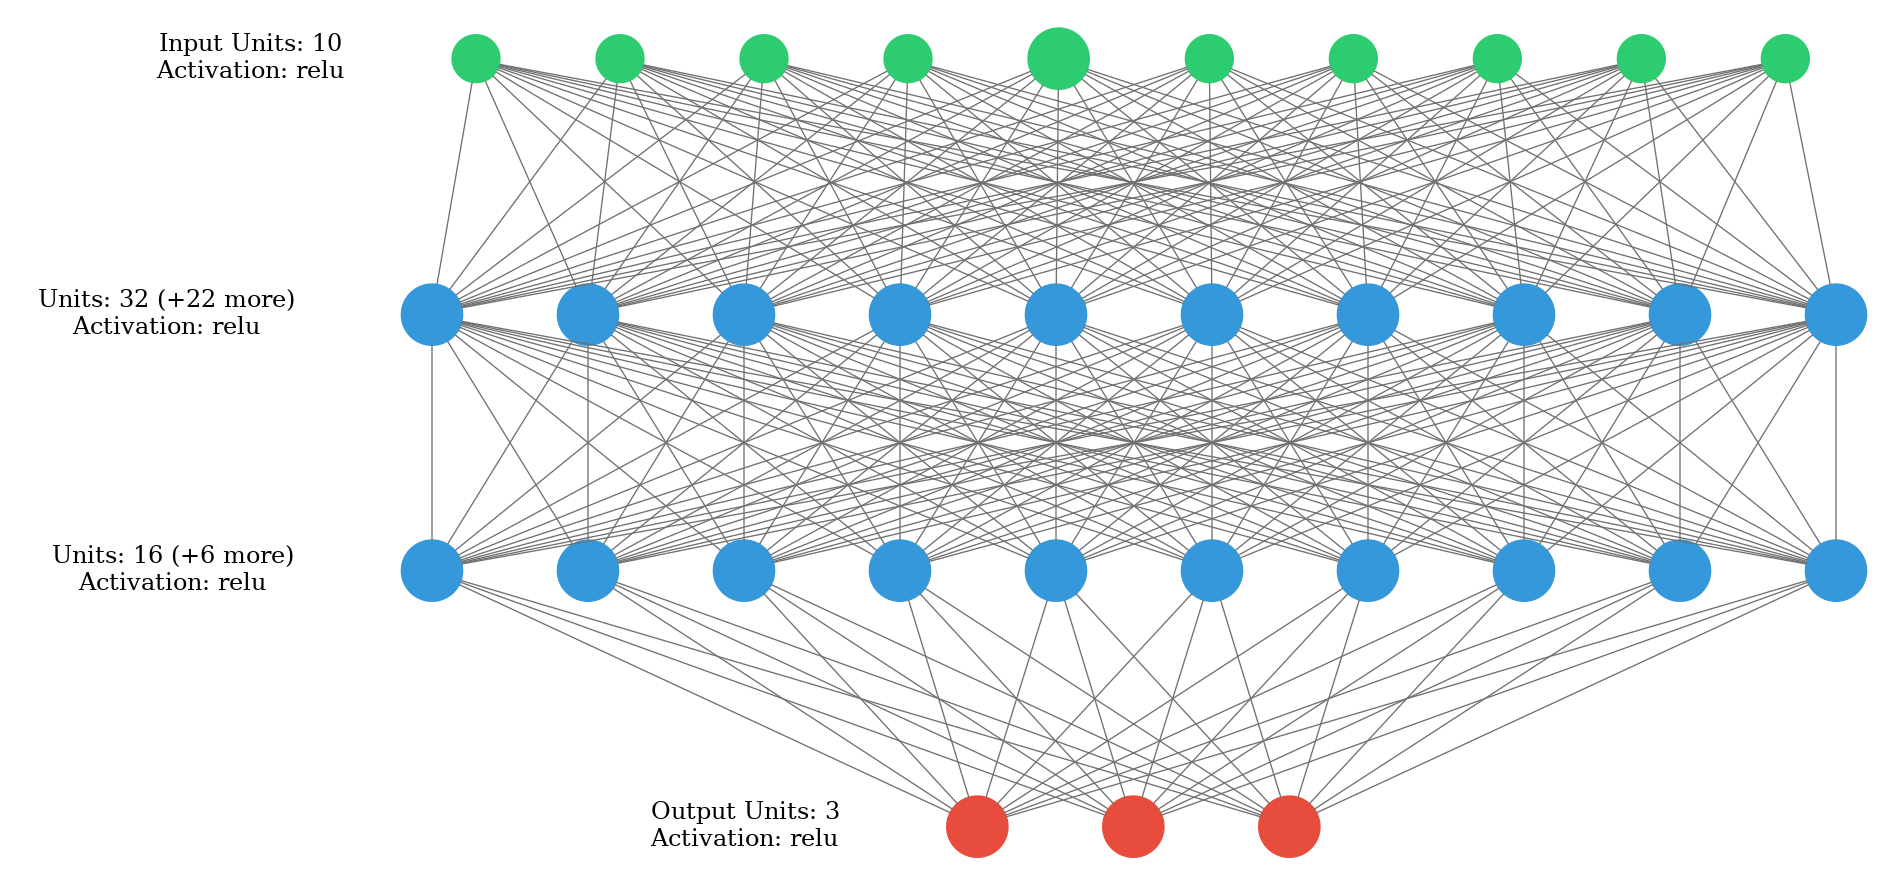 Input Units: 10
Activation: relu
Units: 32 (+22 more)
Activation: relu
Units: 16 (+6 more)
Activation: relu
Output Units: 3
Activation: relu